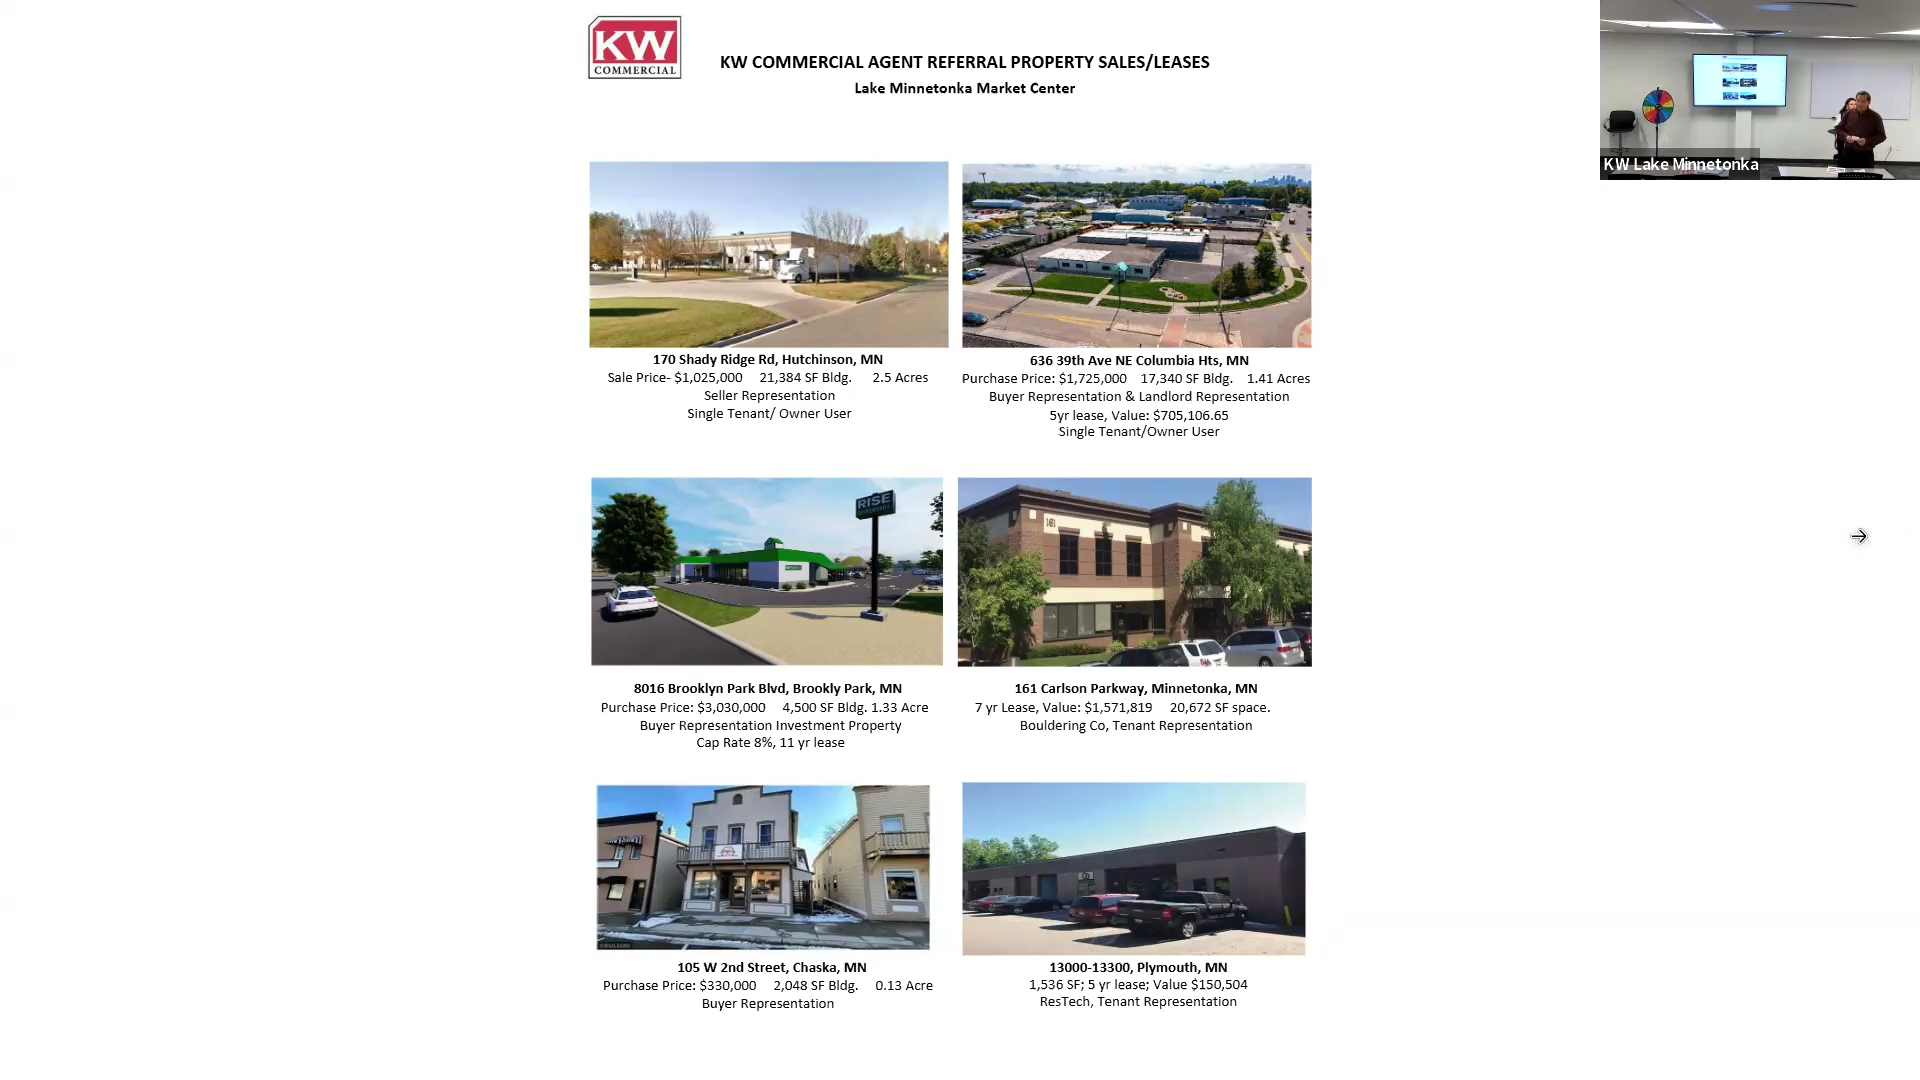 KW
COMMERCIAL
KW COMMERCIAL AGENT REFERRAL PROPERTY SALES/LEASES
Lake Minnetonka Market Center
KW Lake Minnetonka
170 Shady Ridge Rd, Hutchinson, MN
Sale Price- $1,025,000 21,384 SF Bldg. 2.5 Acres
Seller Representation
Single Tenant/ Owner User
636 39th Ave NE Columbia Hts, MN
Purchase Price: $1,725,000 17,340 SF Bldg. 1.41 Acres
Buyer Representation & Landlord Representation
5yr lease, Value: $705,106.65
Single Tenant/Owner User
RISE
161
8016 Brooklyn Park Blvd, Brookly Park, MN
Purchase Price: $3,030,000 4,500 SF Bldg. 1.33 Acre
Buyer Representation Investment Property
Cap Rate 8%, 11 yr lease
161 Carlson Parkway, Minnetonka, MN
7 yr Lease, Value: $1,571,819 20,672 SF space.
Bouldering Co, Tenant Representation
105 W 2nd Street, Chaska, MN
Purchase Price: $330,000 2,048 SF Bldg. 0.13 Acre
Buyer Representation
13000-13300, Plymouth, MN
1,536 SF; 5 yr lease; Value $150,504
ResTech, Tenant Representation